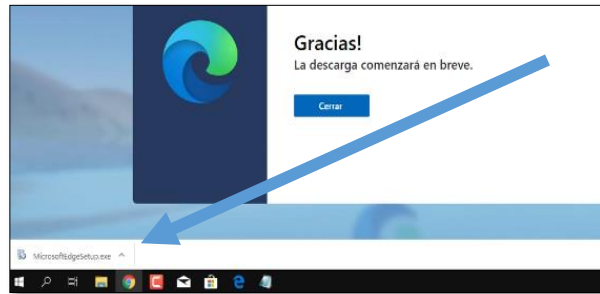 Gracias!
La descarga comenzará en breve.
Cerrar
MicrosoftEdgeSetup.exe